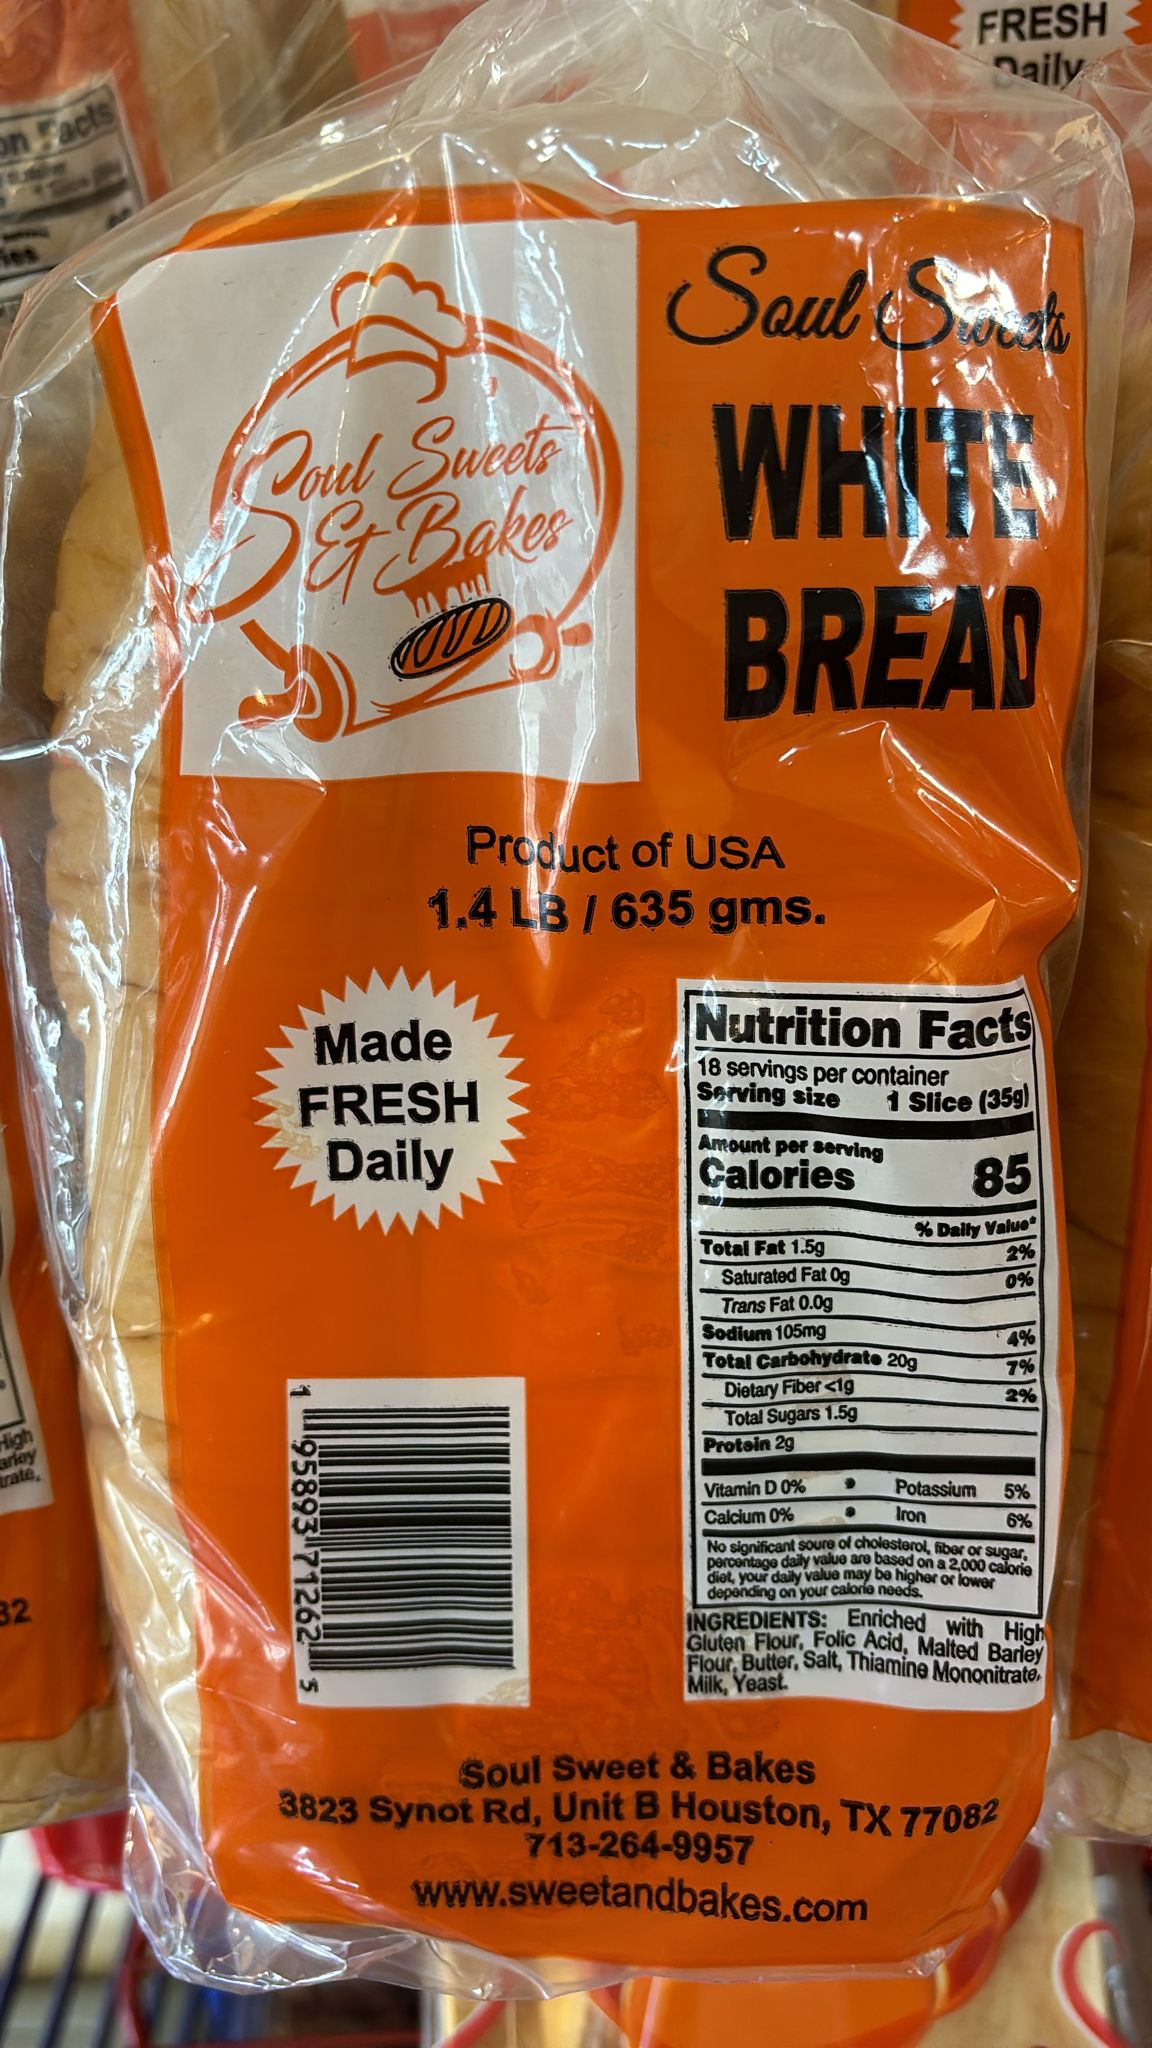 FRESH
Daily
on Facts
Soul Sweets
WHITE
BREAD
Soul Sweets
& Bakes
Product of USA
1.4 LB / 635 gms.
Made
FRESH
Daily
Nutrition Facts
18 servings per container
Serving size 1 Slice (35g)
Amount per serving
Calories 85
% Daily Value*
Total Fat 1.5g 2%
Saturated Fat 0g 0%
Trans Fat 0.0g
Sodium 105mg 4%
Total Carbohydrate 20g 7%
Dietary Fiber <1g 2%
Total Sugars 1.5g
Protein 2g
Vitamin D 0% • Potassium 5%
Calcium 0% • Iron 6%
No significant soure of cholesterol, fiber or sugar,
percentage daily value are based on a 2,000 calorie
diet, your daily value may be higher or lower
depending on your calorie needs.
INGREDIENTS: Enriched with High
Gluten Flour, Folic Acid, Malted Barley
Flour, Butter, Salt, Thiamine Mononitrate,
Milk, Yeast.
1 95893 71262 5
High
arley
trate,
82
Soul Sweet & Bakes
3823 Synot Rd, Unit B Houston, TX 77082
713-264-9957
www.sweetandbakes.com